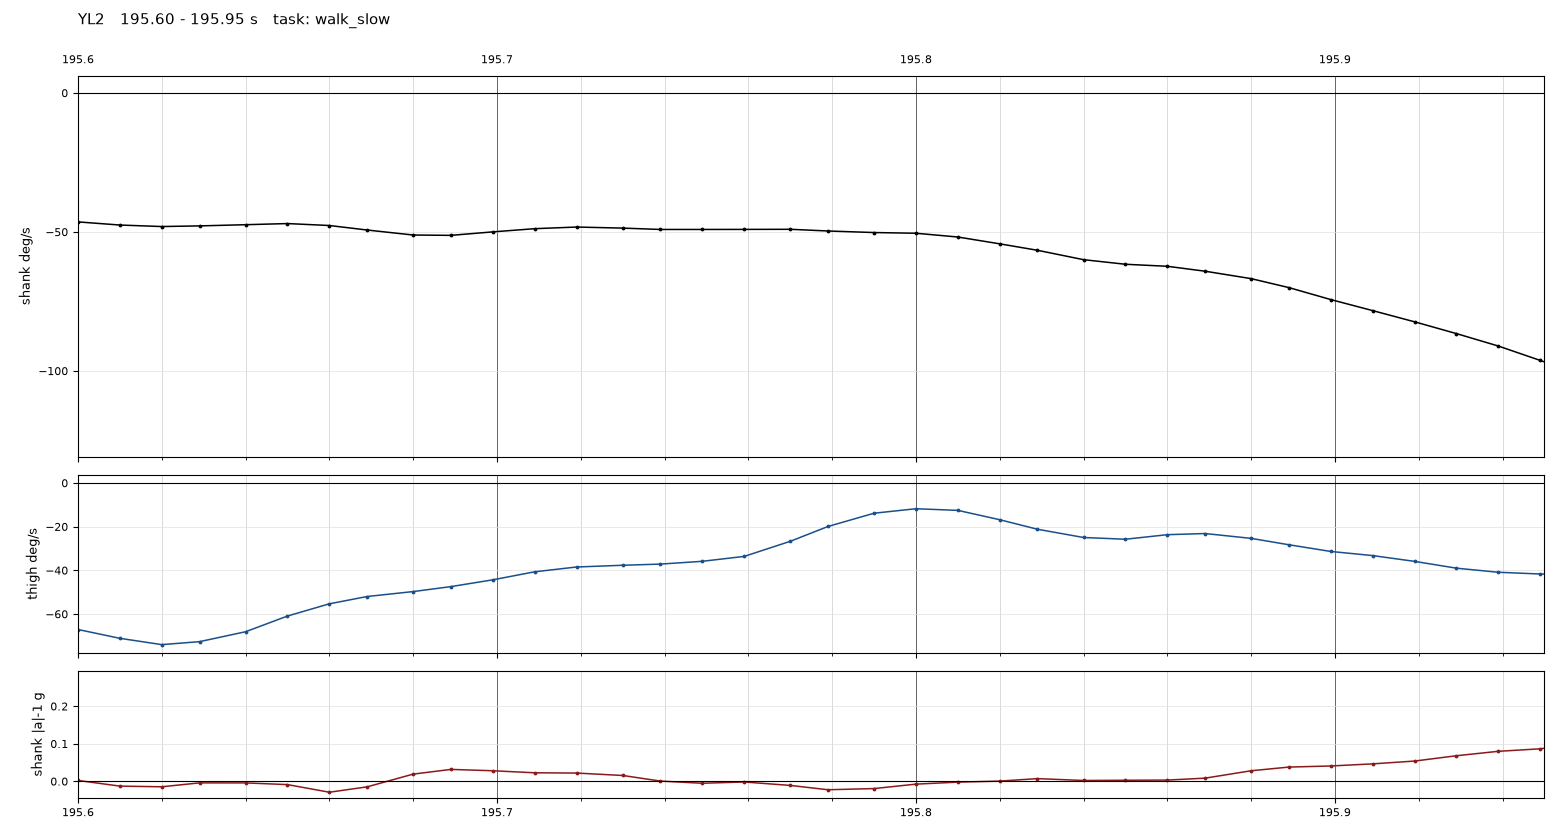 YL2   195.60 - 195.95 s   task: walk_slow
195.6 195.7 195.8 195.9
0
−50
−100
shank deg/s
0
−20
−40
−60
thigh deg/s
0.2
0.1
0.0
shank |a|-1 g
195.6 195.7 195.8 195.9